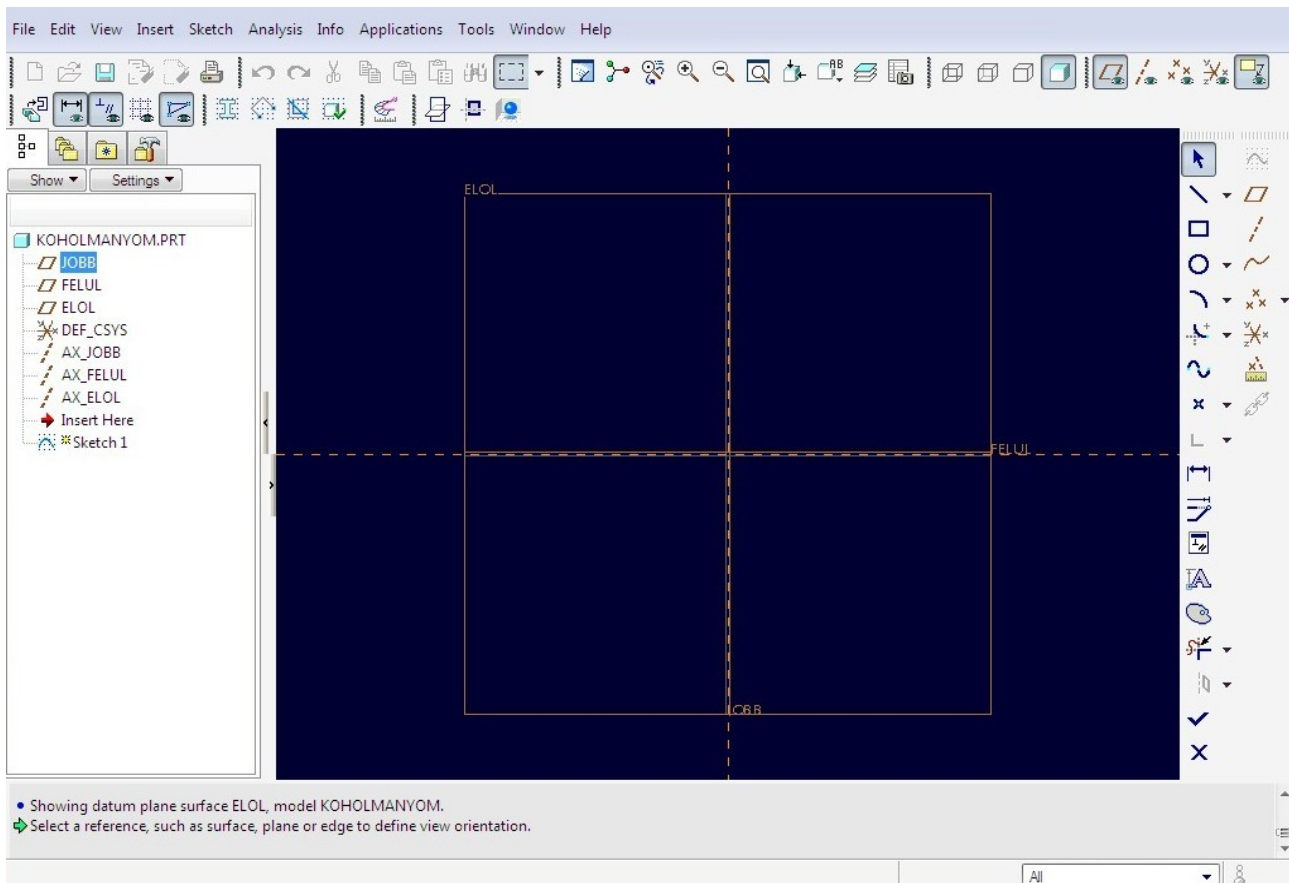 File Edit View Insert Sketch Analysis Info Applications Tools Window Help
Show Settings
KOHOLMANYOM.PRT
JOBB
FELUL
ELOL
DEF_CSYS
AX_JOBB
AX_FELUL
AX_ELOL
Insert Here
Sketch 1
ELOL
FELUL
JOBB
Showing datum plane surface ELOL, model KOHOLMANYOM.
Select a reference, such as surface, plane or edge to define view orientation.
All